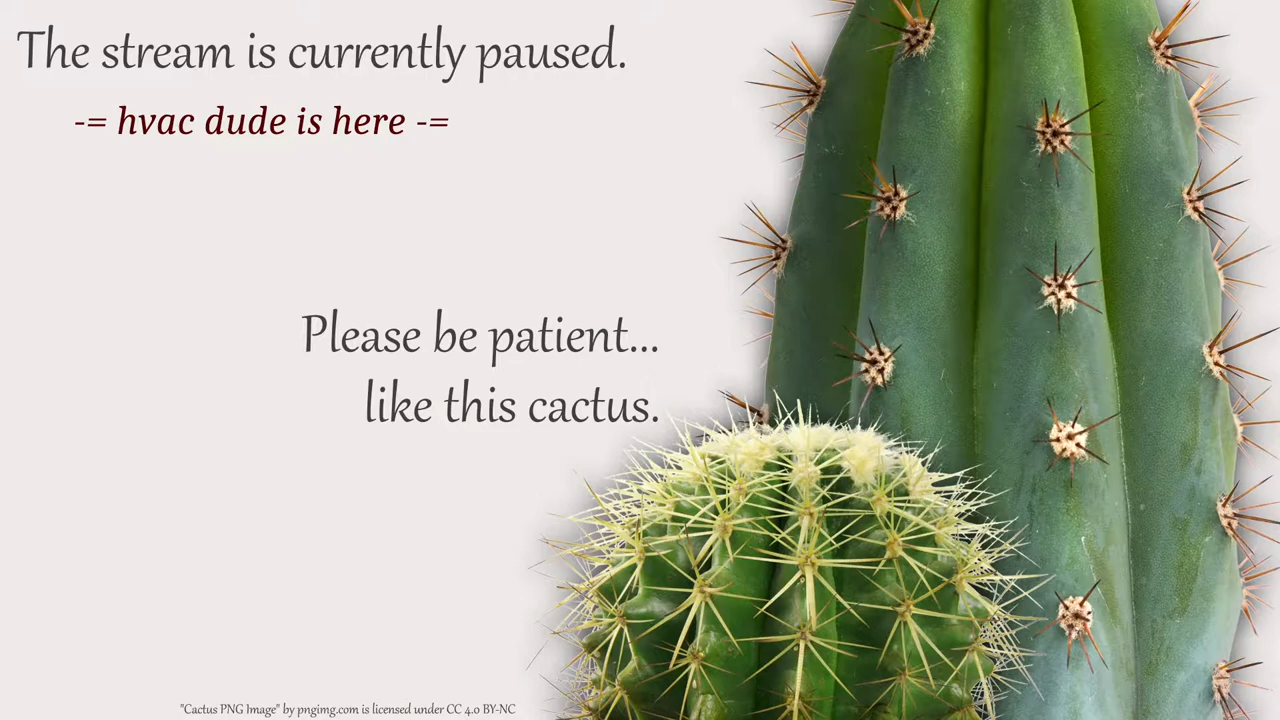 The stream is currently paused.
-= hvac dude is here -=
Please be patient...
like this cactus.
"Cactus PNG Image" by pngimg.com is licensed under CC 4.0 BY-NC